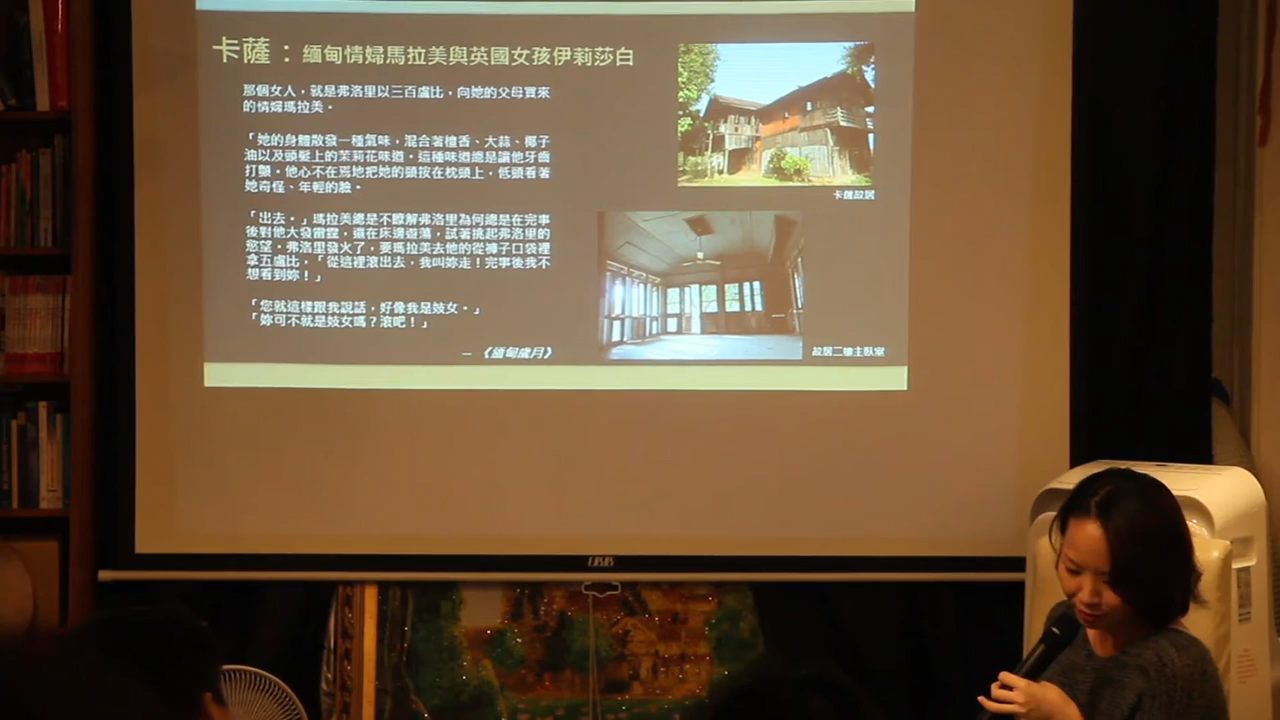 卡薩：緬甸情婦馬拉美與英國女孩伊莉莎白
那個女人，就是弗洛里以三百盧比，向她的父母買來
的情婦瑪拉美。
「她的身體散發一種氣味，混合著檀香、大蒜、椰子
油以及頭髮上的茉莉花味道。這種味道總是讓他牙齒
打顫。他心不在焉地把她的頭按在枕頭上，低頭看著
她奇怪、年輕的臉。
「出去。」瑪拉美總是不瞭解弗洛里為何總是在完事
後對他大發雷霆，還在床邊遊蕩，試著挑起弗洛里的
慾望。弗洛里發火了，要瑪拉美去他的從褲子口袋裡
拿五盧比，「從這裡滾出去，我叫妳走！完事後我不
想看到妳！」
「您就這樣跟我說話，好像我是妓女。」
「妳可不就是妓女嗎？滾吧！」
— 《緬甸歲月》
卡薩故居
故居二樓主臥室